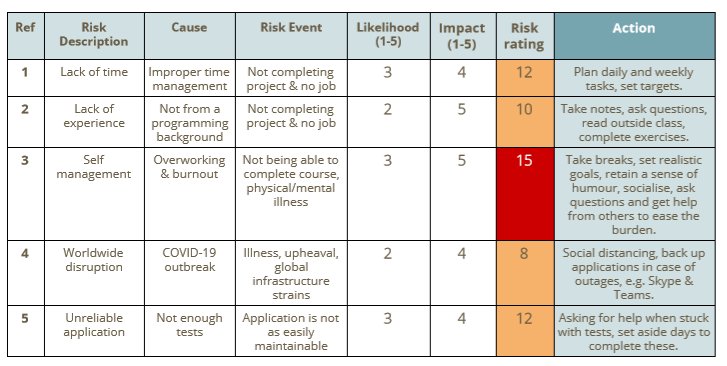 Ref Risk Description Cause Risk Event Likelihood (1-5) Impact (1-5) Risk rating Action
1 Lack of time Improper time management Not completing project & no job 3 4 12 Plan daily and weekly tasks, set targets.
2 Lack of experience Not from a programming background Not completing project & no job 2 5 10 Take notes, ask questions, read outside class, complete exercises.
3 Self management Overworking & burnout Not being able to complete course, physical/mental illness 3 5 15 Take breaks, set realistic goals, retain a sense of humour, socialise, ask questions and get help from others to ease the burden.
4 Worldwide disruption COVID-19 outbreak Illness, upheaval, global infrastructure strains 2 4 8 Social distancing, back up applications in case of outages, e.g. Skype & Teams.
5 Unreliable application Not enough tests Application is not as easily maintainable 3 4 12 Asking for help when stuck with tests, set aside days to complete these.